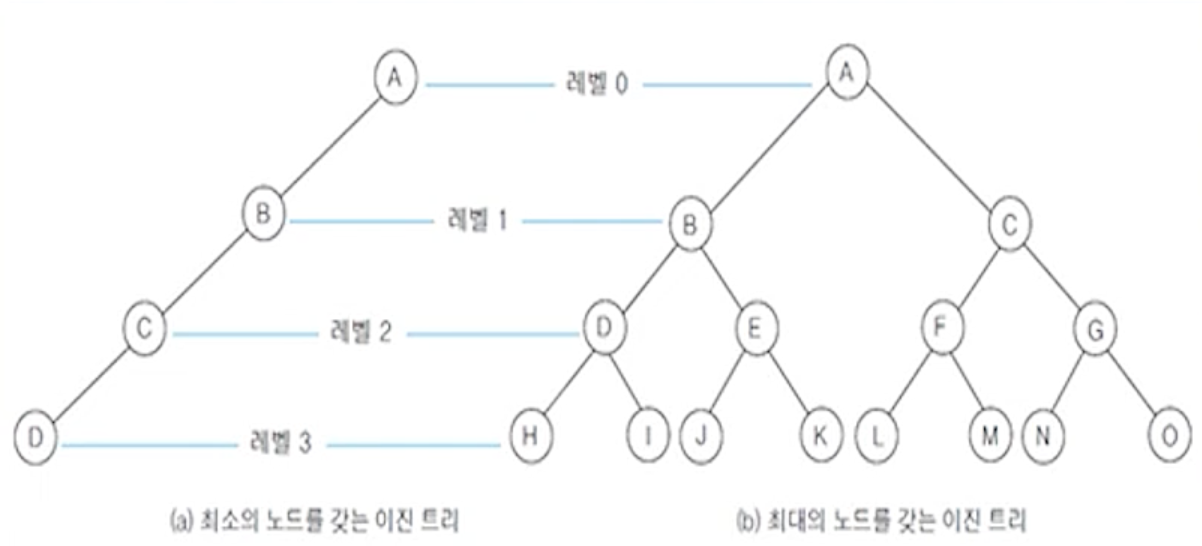 A 레벨 0 A
B 레벨 1 B C
C 레벨 2 D E F G
D 레벨 3 H I J K L M N O
(a) 최소의 노드를 갖는 이진 트리 (b) 최대의 노드를 갖는 이진 트리